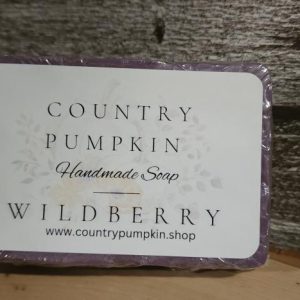 COUNTRY
PUMPKIN
Handmade Soap
WILDBERRY
www.countrypumpkin.shop